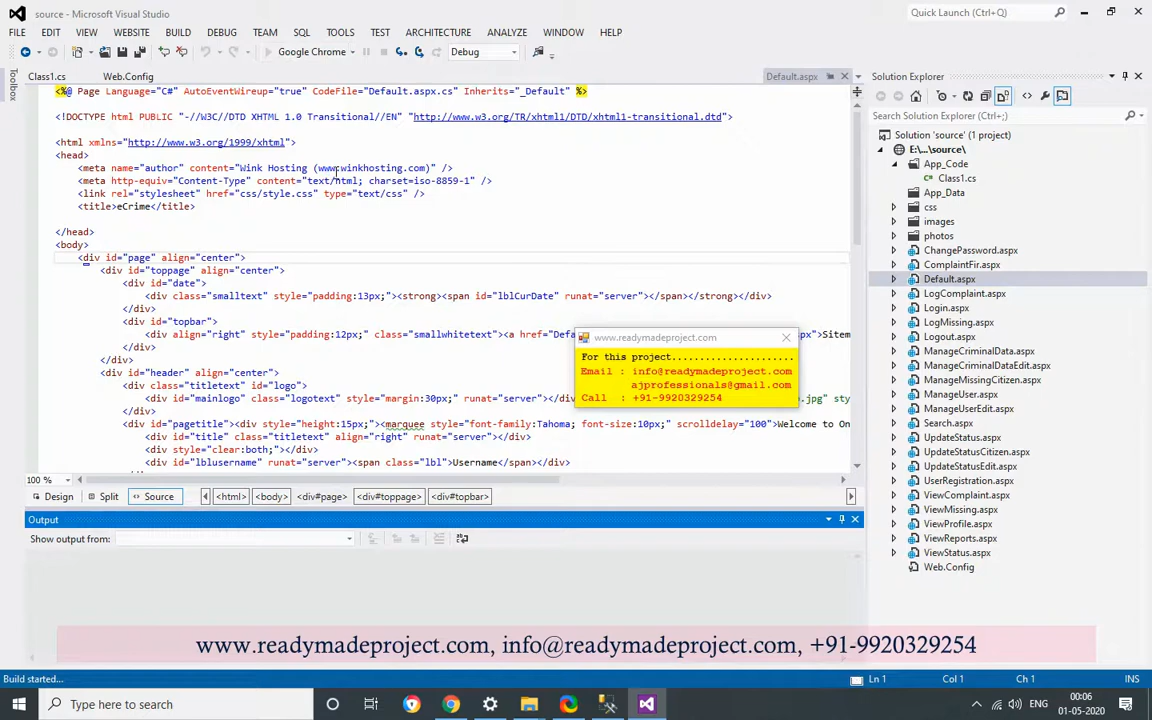 source - Microsoft Visual Studio
Quick Launch (Ctrl+Q)
FILE EDIT VIEW WEBSITE BUILD DEBUG TEAM SQL TOOLS TEST ARCHITECTURE ANALYZE WINDOW HELP
Google Chrome Debug
Toolbox
Class1.cs Web.Config Default.aspx
<%@ Page Language="C#" AutoEventWireup="true" CodeFile="Default.aspx.cs" Inherits="_Default" %>
<!DOCTYPE html PUBLIC "-//W3C//DTD XHTML 1.0 Transitional//EN" "http://www.w3.org/TR/xhtml1/DTD/xhtml1-transitional.dtd">
<html xmlns="http://www.w3.org/1999/xhtml">
<head>
<meta name="author" content="Wink Hosting (www.winkhosting.com)" />
<meta http-equiv="Content-Type" content="text/html; charset=iso-8859-1" />
<link rel="stylesheet" href="css/style.css" type="text/css" />
<title>eCrime</title>
</head>
<body>
<div id="page" align="center">
<div id="toppage" align="center">
<div id="date">
<div class="smalltext" style="padding:13px;"><strong><span id="lblCurDate" runat="server"></span></strong></div>
</div>
<div id="topbar">
<div align="right" style="padding:12px;" class="smallwhitetext"><a href="Defa
px">Sitem
</div>
</div>
<div id="header" align="center">
<div class="titletext" id="logo">
<div id="mainlogo" class="logotext" style="margin:30px;" runat="server"></di
o.jpg" sty
<div id="pagetitle"><div style="height:15px;"><marquee style="font-family:Tahoma; font-size:10px;" scrolldelay="100">Welcome to On
<div id="title" class="titletext" align="right" runat="server"></div>
<div style="clear:both;"></div>
<div id="lblusername" runat="server"><span class="lbl">Username</span></div>
www.readymadeproject.com
For this project......................
Email : info@readymadeproject.com
ajprofessionals@gmail.com
Call : +91-9920329254
100 %
Design Split Source <html> <body> <div#page> <div#toppage> <div#topbar>
Output
Show output from:
Solution Explorer
Search Solution Explorer (Ctrl+;)
Solution 'source' (1 project)
E:\...\source\
App_Code
Class1.cs
App_Data
css
images
photos
ChangePassword.aspx
ComplaintFir.aspx
Default.aspx
LogComplaint.aspx
Login.aspx
LogMissing.aspx
Logout.aspx
ManageCriminalData.aspx
ManageCriminalDataEdit.aspx
ManageMissingCitizen.aspx
ManageUser.aspx
ManageUserEdit.aspx
Search.aspx
UpdateStatus.aspx
UpdateStatusCitizen.aspx
UpdateStatusEdit.aspx
UserRegistration.aspx
ViewComplaint.aspx
ViewMissing.aspx
ViewProfile.aspx
ViewReports.aspx
ViewStatus.aspx
Web.Config
www.readymadeproject.com, info@readymadeproject.com, +91-9920329254
Build started... Ln 1 Col 1 Ch 1 INS
Type here to search
ENG
00:06
01-05-2020